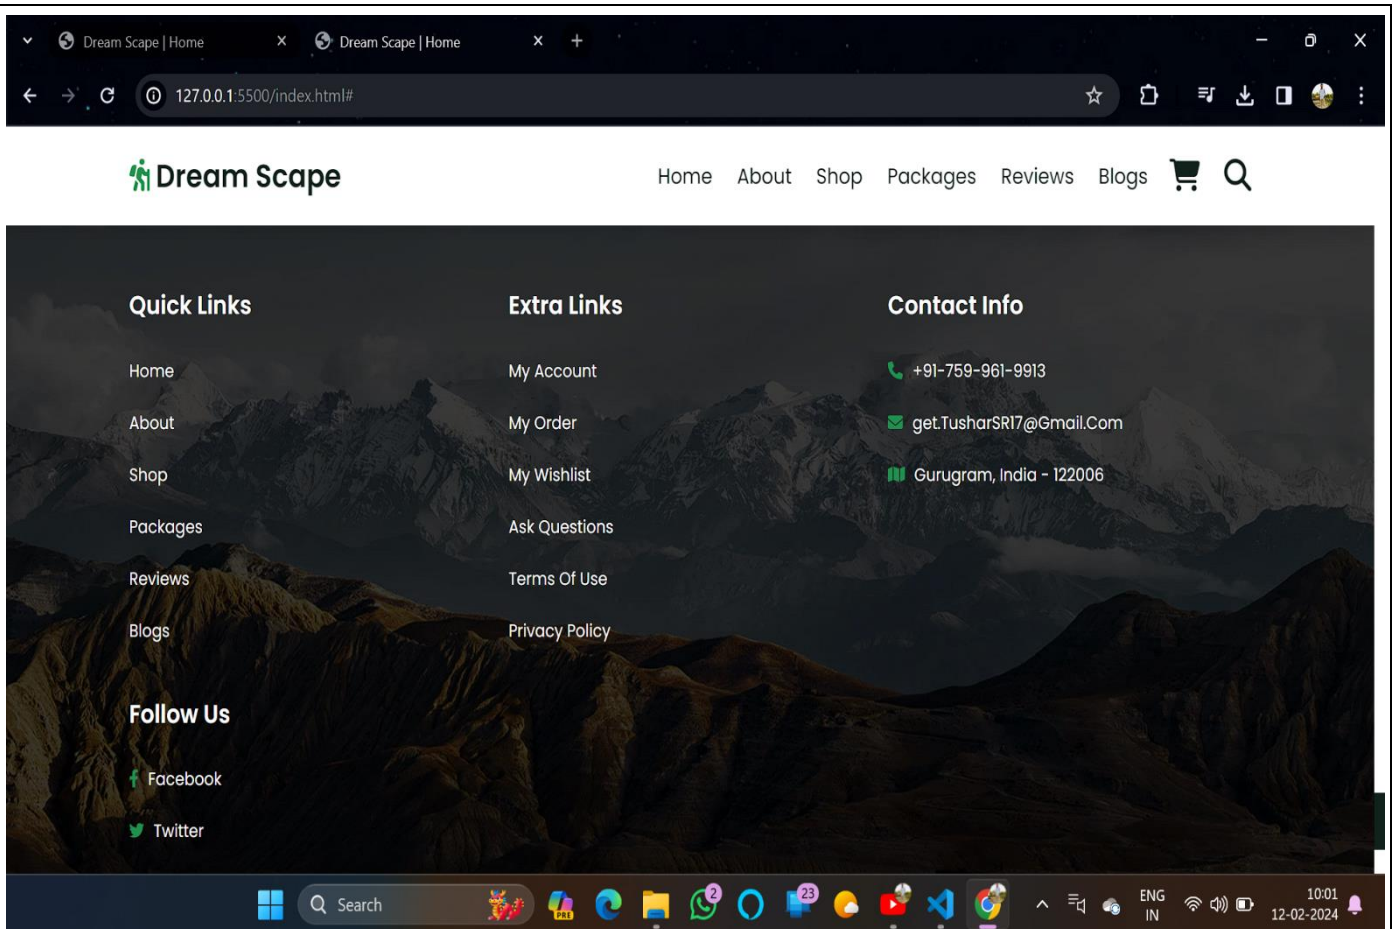 Dream Scape | Home
Dream Scape | Home
127.0.0.1:5500/index.html#
Dream Scape
Home About Shop Packages Reviews Blogs
Quick Links
Home
About
Shop
Packages
Reviews
Blogs
Extra Links
My Account
My Order
My Wishlist
Ask Questions
Terms Of Use
Privacy Policy
Contact Info
+91-759-961-9913
get.TusharSR17@Gmail.Com
Gurugram, India - 122006
Follow Us
Facebook
Twitter
Search
PRE
2
23
ENG
IN
10:01
12-02-2024